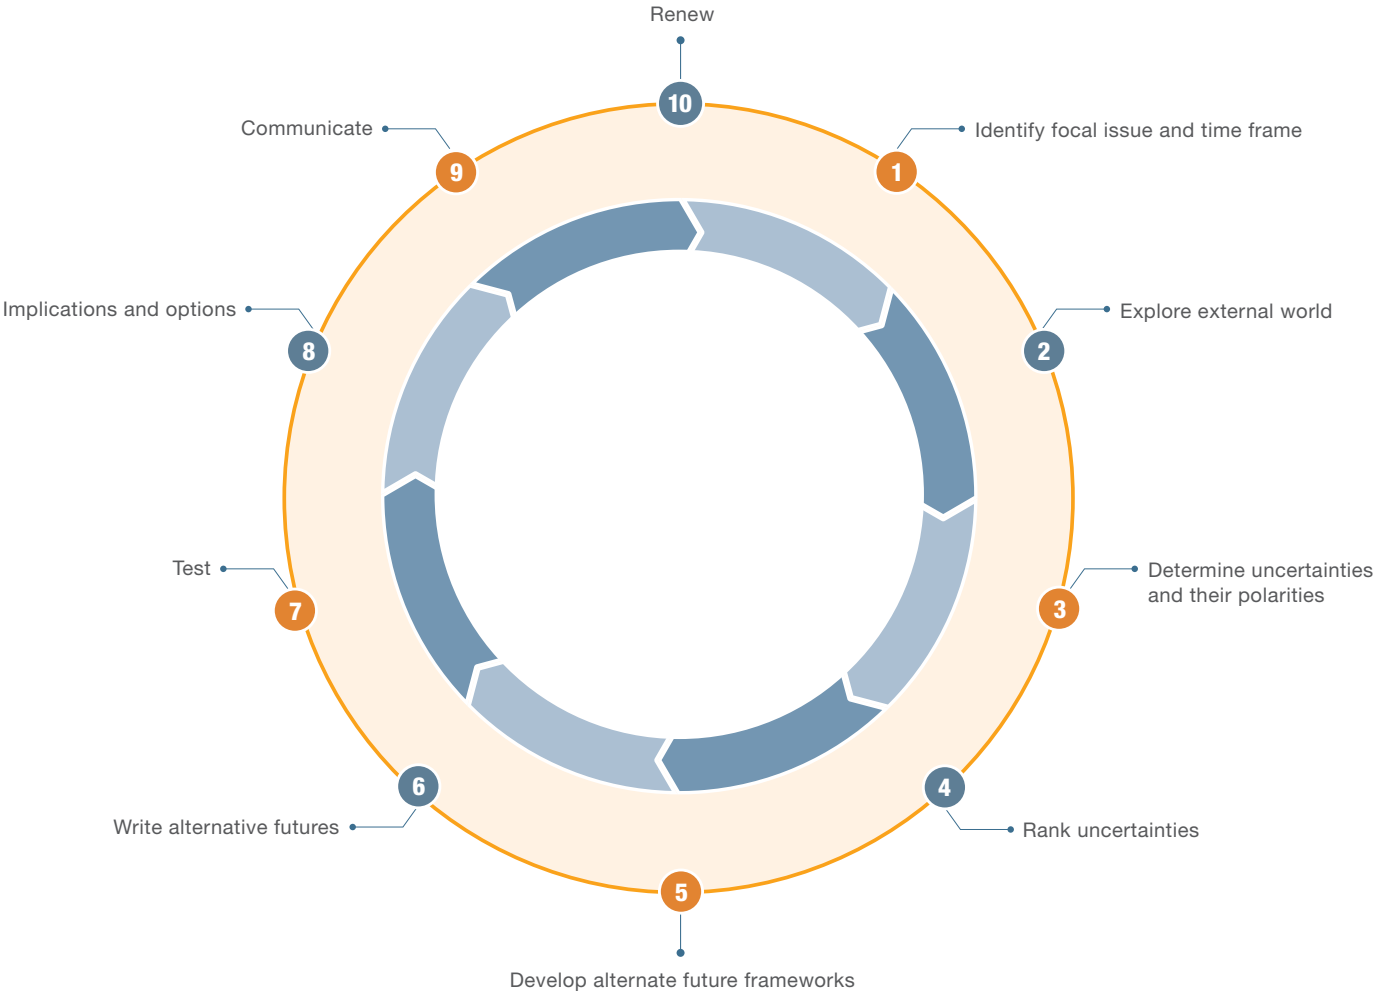 Renew
10
1
Identify focal issue and time frame
2
Explore external world
3
Determine uncertainties
and their polarities
4
Rank uncertainties
5
Develop alternate future frameworks
6
Write alternative futures
7
Test
8
Implications and options
9
Communicate